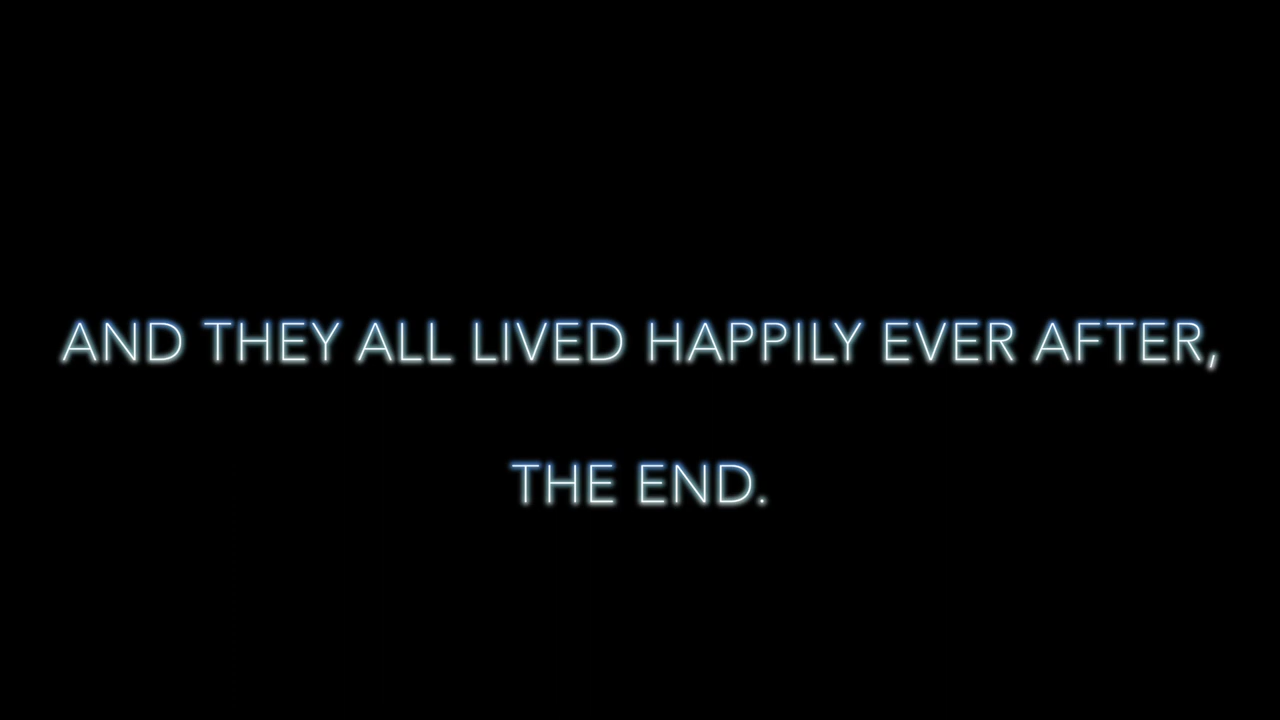 AND THEY ALL LIVED HAPPILY EVER AFTER,
THE END.